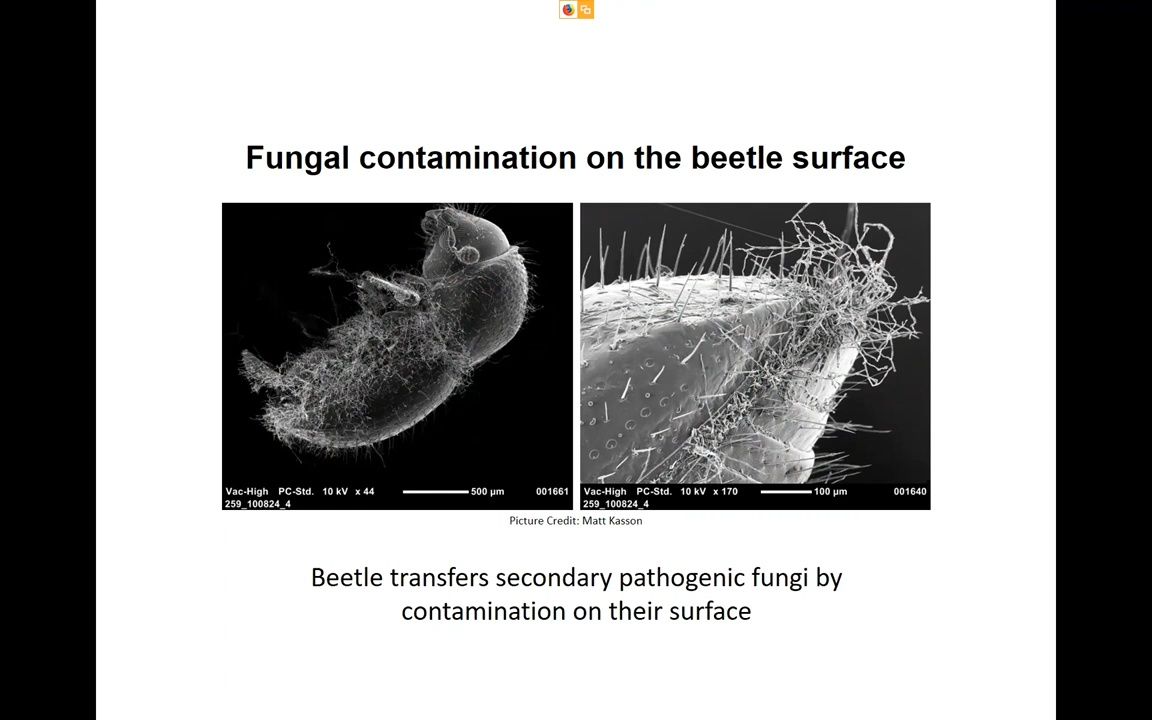 Fungal contamination on the beetle surface
Vac-High PC-Std. 10 kV x 44 500 µm 001661
259_100824_4
Vac-High PC-Std. 10 kV x 170 100 µm 001640
259_100824_4
Picture Credit: Matt Kasson
Beetle transfers secondary pathogenic fungi by
contamination on their surface